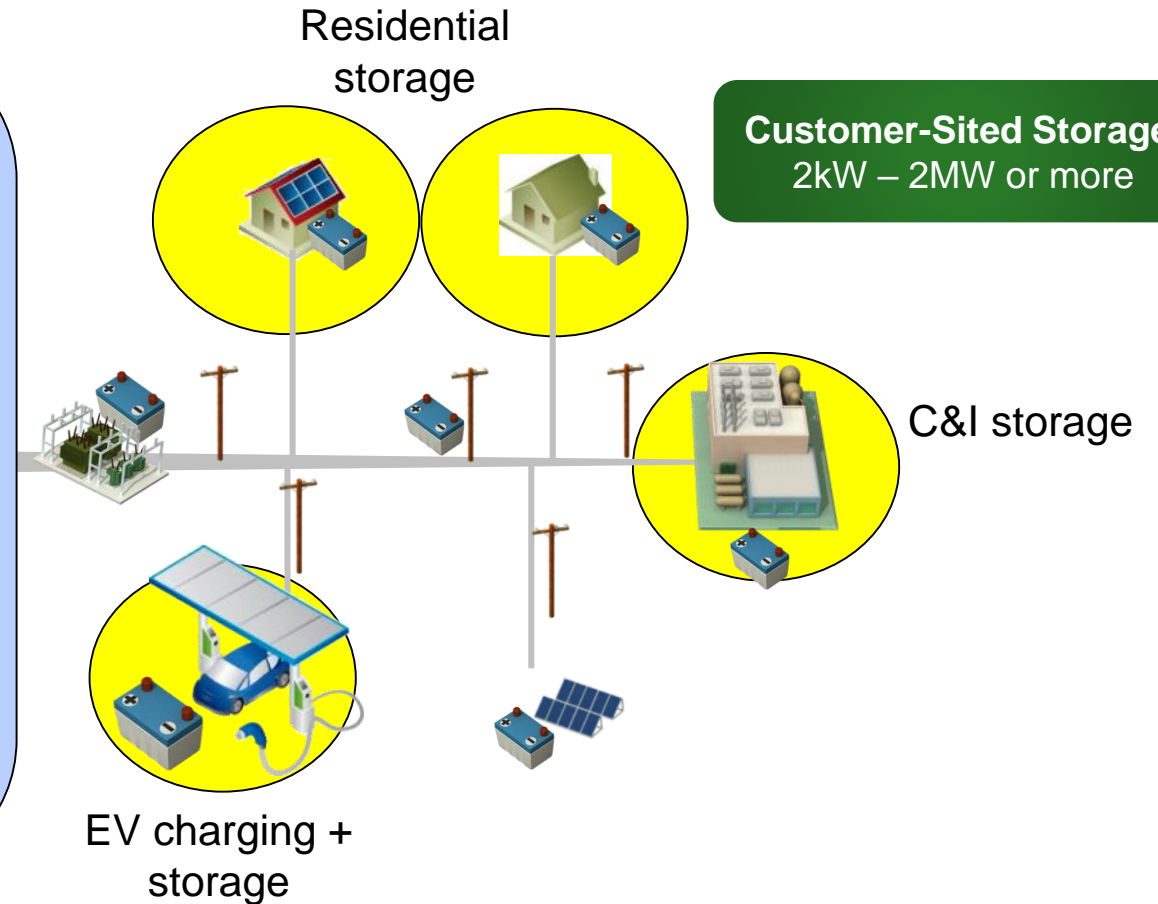 Residential
storage
Customer-Sited Storage
2kW – 2MW or more
C&I storage
EV charging +
storage